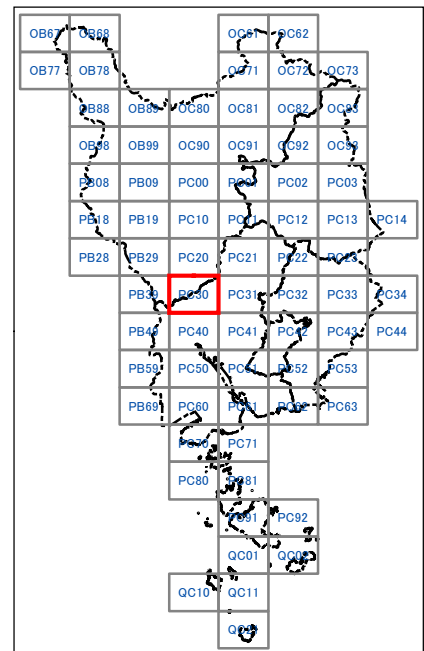 OB67 OB68 OC61 OC62
OB77 OB78 OC71 OC72 OC73
OB88 OB89 OC80 OC81 OC82 OC83
OB98 OB99 OC90 OC91 OC92 OC93
PB08 PB09 PC00 PC01 PC02 PC03
PB18 PB19 PC10 PC11 PC12 PC13 PC14
PB28 PB29 PC20 PC21 PC22 PC23
PB39 PC30 PC31 PC32 PC33 PC34
PB49 PC40 PC41 PC42 PC43 PC44
PB59 PC50 PC51 PC52 PC53
PB69 PC60 PC61 PC62 PC63
PC70 PC71
PC80 PC81
PC91 PC92
QC01 QC02
QC10 QC11
QC21